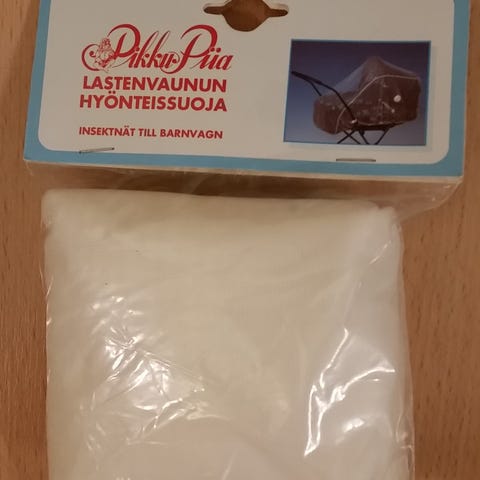 Pikku-Piia
LASTENVAUNUN
HYÖNTEISSUOJA
INSEKTNÄT TILL BARNVAGN